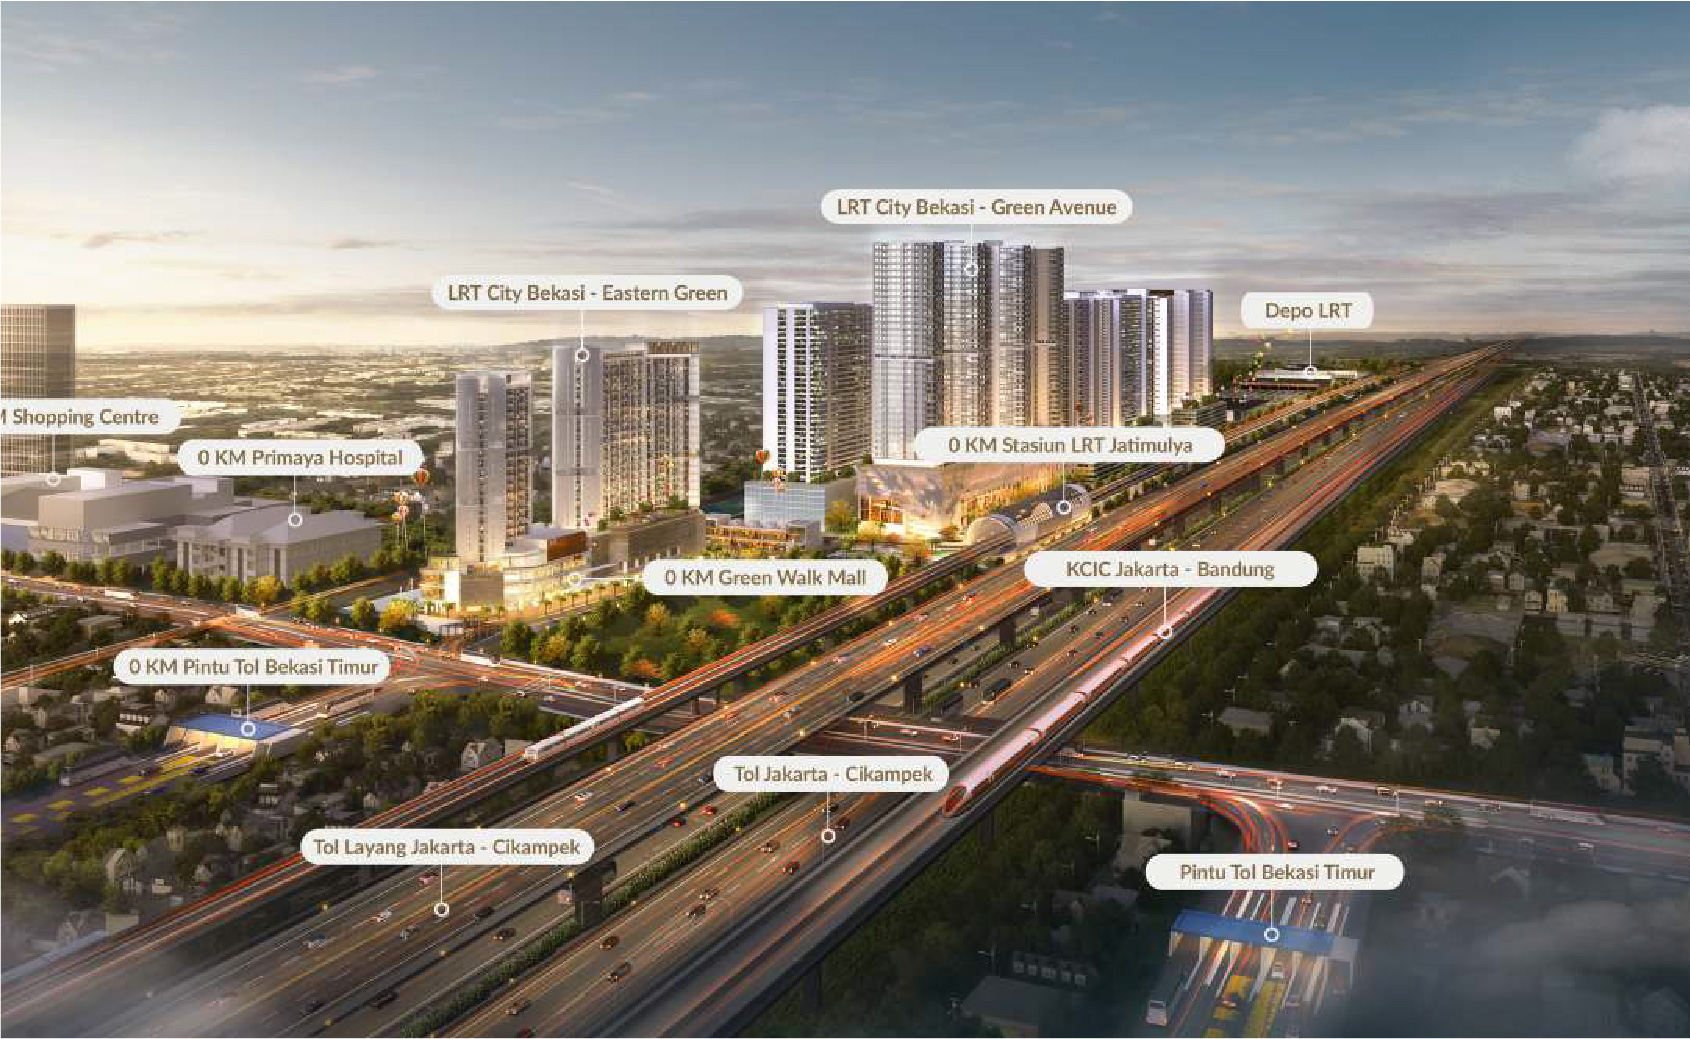 LRT City Bekasi - Green Avenue
LRT City Bekasi - Eastern Green
Depo LRT
Shopping Centre
0 KM Primaya Hospital
0 KM Stasiun LRT Jatimulya
0 KM Green Walk Mall
KCIC Jakarta - Bandung
0 KM Pintu Tol Bekasi Timur
Tol Jakarta - Cikampek
Tol Layang Jakarta - Cikampek
Pintu Tol Bekasi Timur